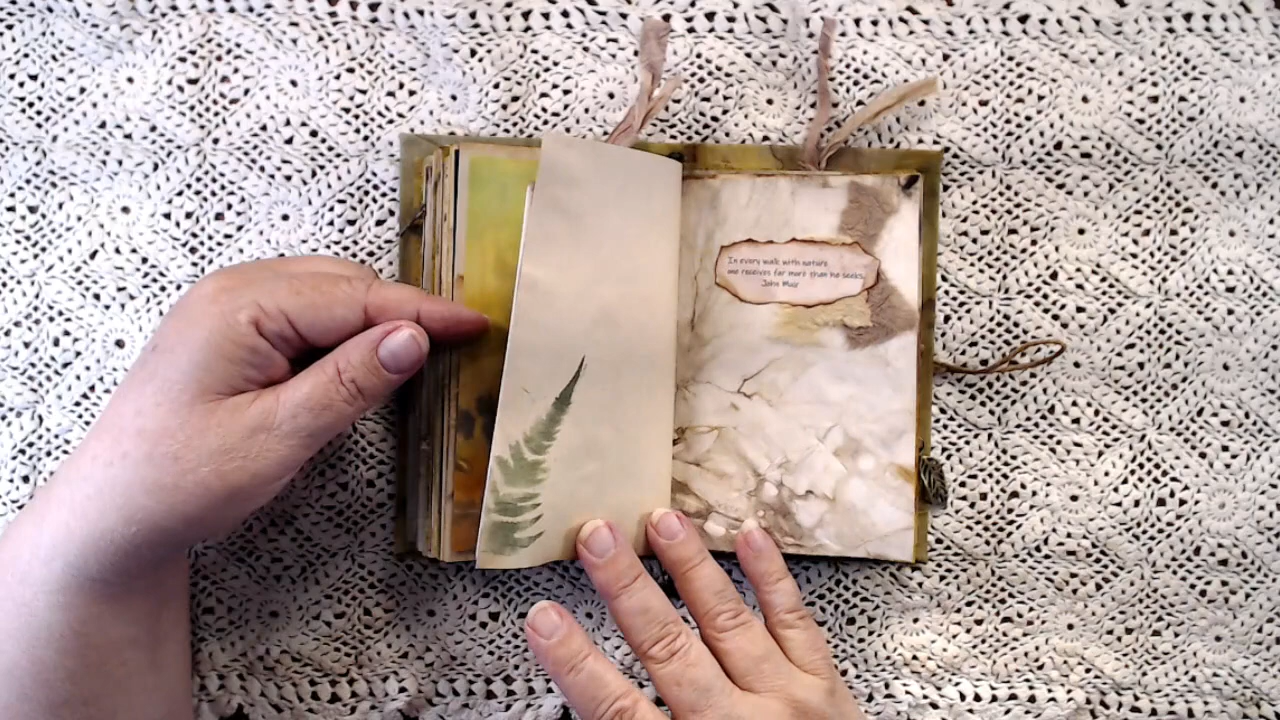 In every walk with nature
one receives far more than he seeks.
John Muir